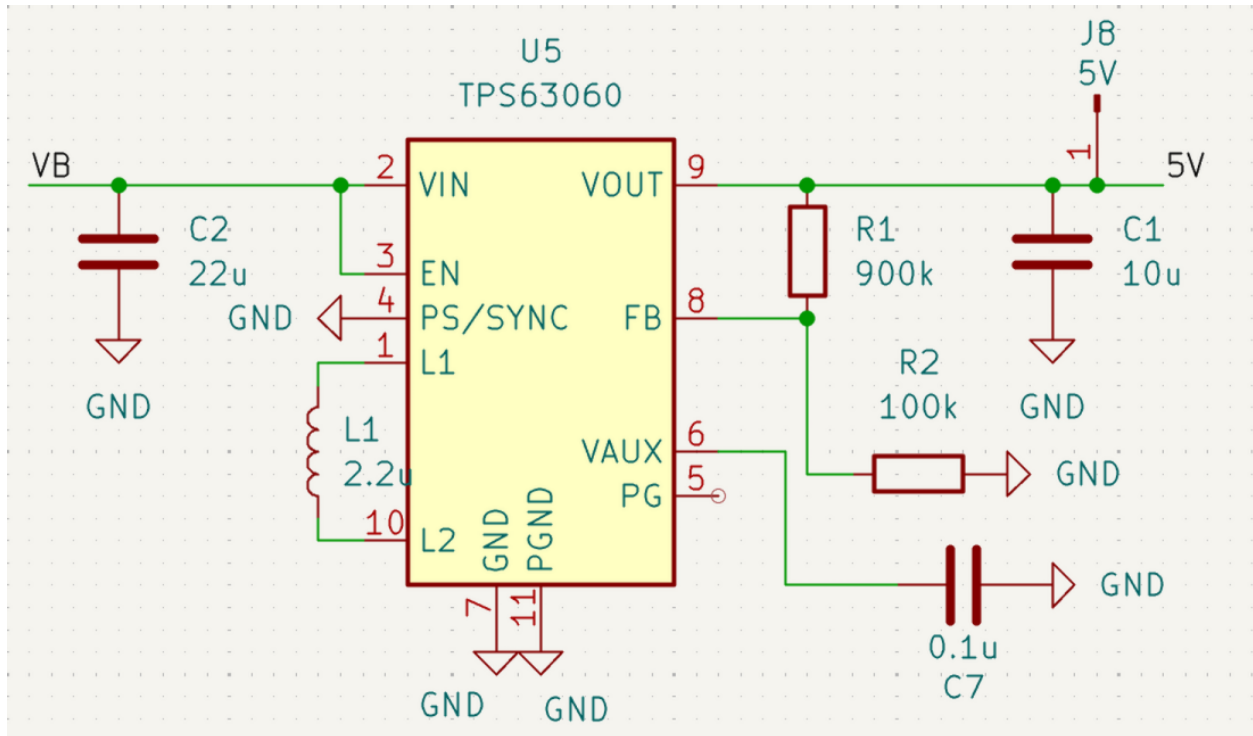 J8
U5
5V
TPS63060
1
VB
2
VIN
VOUT
9
5V
C2
22u
3
EN
R1
900k
C1
10u
GND
4
PS/SYNC
FB
8
1
L1
R2
100k
GND
GND
L1
2.2u
VAUX
6
PG
5
GND
10
L2
GND
PGND
7
11
GND
0.1u
C7
GND
GND